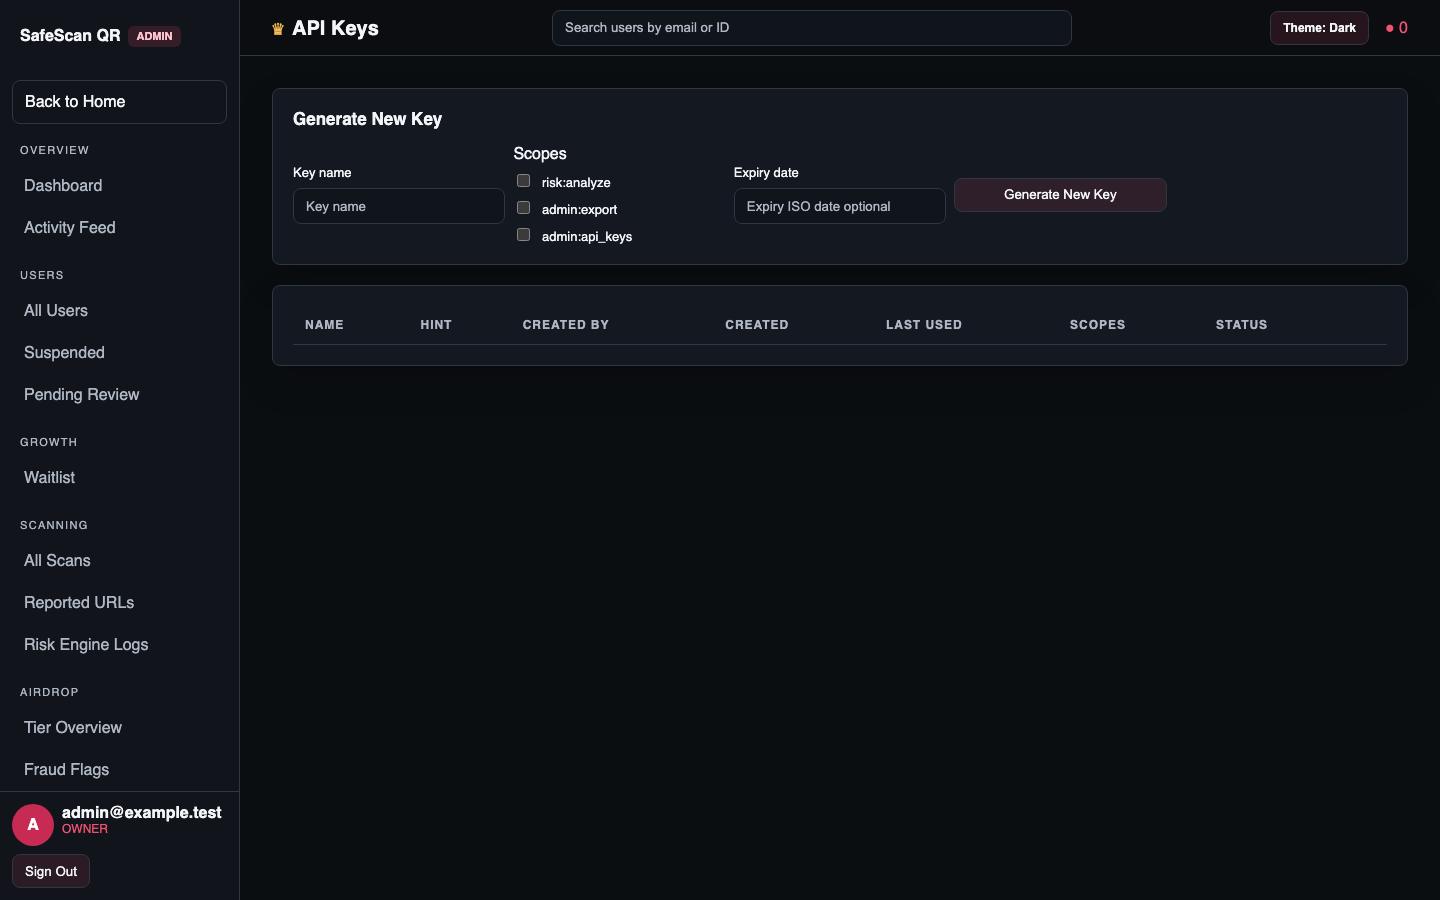 SafeScan QR ADMIN
Back to Home
OVERVIEW
Dashboard
Activity Feed
USERS
All Users
Suspended
Pending Review
GROWTH
Waitlist
SCANNING
All Scans
Reported URLs
Risk Engine Logs
AIRDROP
Tier Overview
Fraud Flags
A
admin@example.test
OWNER
Sign Out
API Keys
Search users by email or ID
Theme: Dark
0
Generate New Key
Key name
Key name
Scopes
risk:analyze
admin:export
admin:api_keys
Expiry date
Expiry ISO date optional
Generate New Key
NAME HINT CREATED BY CREATED LAST USED SCOPES STATUS